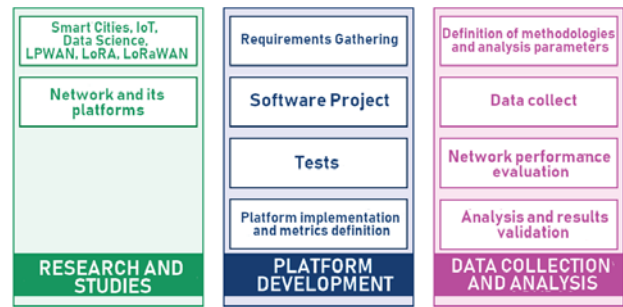 Smart Cities, IoT,
Data Science,
LPWAN, LoRA, LoRaWAN
Network and its
platforms
RESEARCH AND
STUDIES
Requirements Gathering
Software Project
Tests
Platform implementation
and metrics definition
PLATFORM
DEVELOPMENT
Definition of methodologies
and analysis parameters
Data collect
Network performance
evaluation
Analysis and results
validation
DATA COLLECTION
AND ANALYSIS